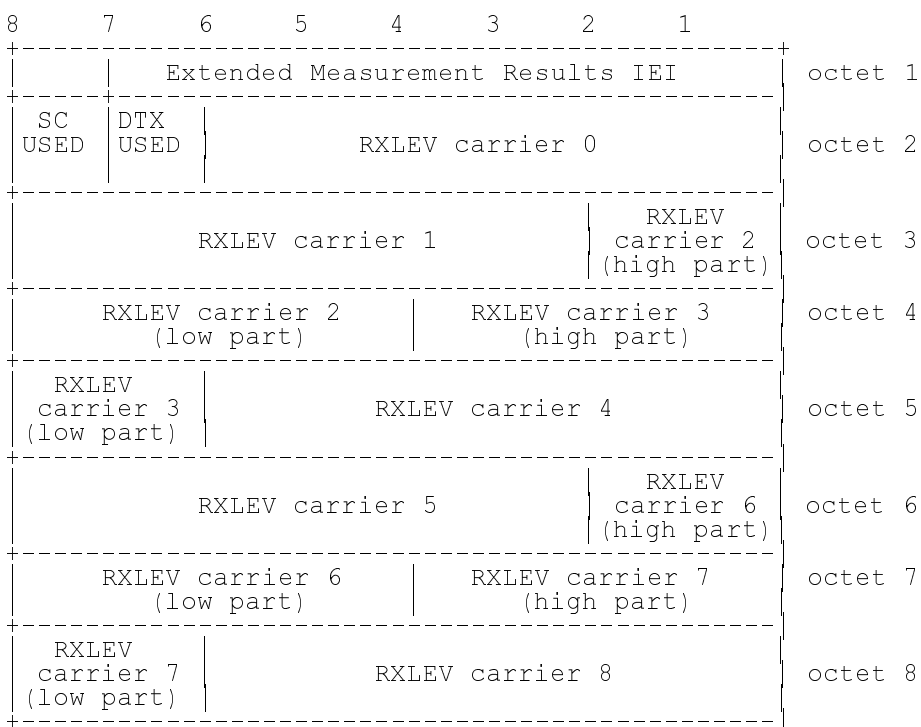 8 7 6 5 4 3 2 1
Extended Measurement Results IEI octet 1
SC DTX
USED USED RXLEV carrier 0 octet 2
RXLEV
RXLEV carrier 1 carrier 2 octet 3
(high part)
RXLEV carrier 2 RXLEV carrier 3 octet 4
(low part) (high part)
RXLEV
carrier 3 RXLEV carrier 4 octet 5
(low part)
RXLEV
RXLEV carrier 5 carrier 6 octet 6
(high part)
RXLEV carrier 6 RXLEV carrier 7 octet 7
(low part) (high part)
RXLEV
carrier 7 RXLEV carrier 8 octet 8
(low part)